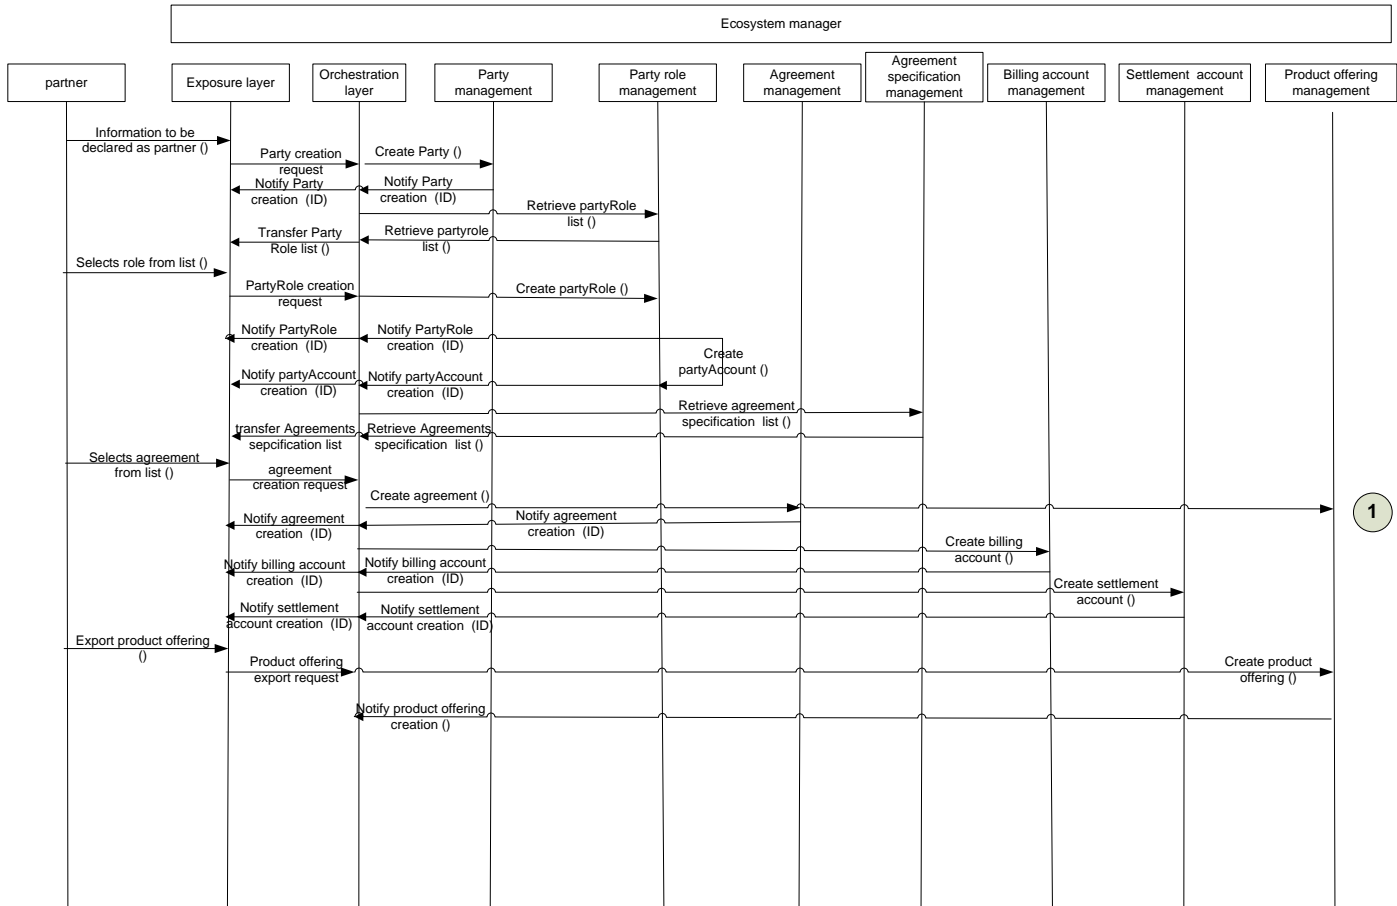 Ecosystem manager
partner
Exposure layer
Orchestration
layer
Party
management
Party role
management
Agreement
management
Agreement
specification
management
Billing account
management
Settlement account
management
Product offering
management
Information to be
declared as partner ()
Party creation
request
Create Party ()
Notify Party
creation (ID)
Notify Party
creation (ID)
Retrieve partyRole
list ()
Transfer Party
Role list ()
Retrieve partyrole
list ()
Selects role from list ()
PartyRole creation
request
Create partyRole ()
Notify PartyRole
creation (ID)
Notify PartyRole
creation (ID)
Create
partyAccount ()
Notify partyAccount
creation (ID)
Notify partyAccount
creation (ID)
Retrieve agreement
specification list ()
transfer Agreements
sepcification list
Retrieve Agreements
specification list ()
Selects agreement
from list ()
agreement
creation request
Create agreement ()
1
Notify agreement
creation (ID)
Notify agreement
creation (ID)
Create billing
account ()
Notify billing account
creation (ID)
Notify billing account
creation (ID)
Create settlement
account ()
Notify settlement
account creation (ID)
Notify settlement
account creation (ID)
Export product offering
()
Product offering
export request
Create product
offering ()
Notify product offering
creation ()